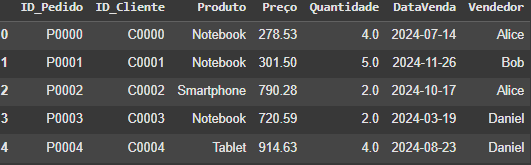 ID_Pedido ID_Cliente Produto Preço Quantidade DataVenda Vendedor
0 P0000 C0000 Notebook 278.53 4.0 2024-07-14 Alice
1 P0001 C0001 Notebook 301.50 5.0 2024-11-26 Bob
2 P0002 C0002 Smartphone 790.28 2.0 2024-10-17 Alice
3 P0003 C0003 Notebook 720.59 2.0 2024-03-19 Daniel
4 P0004 C0004 Tablet 914.63 4.0 2024-08-23 Daniel